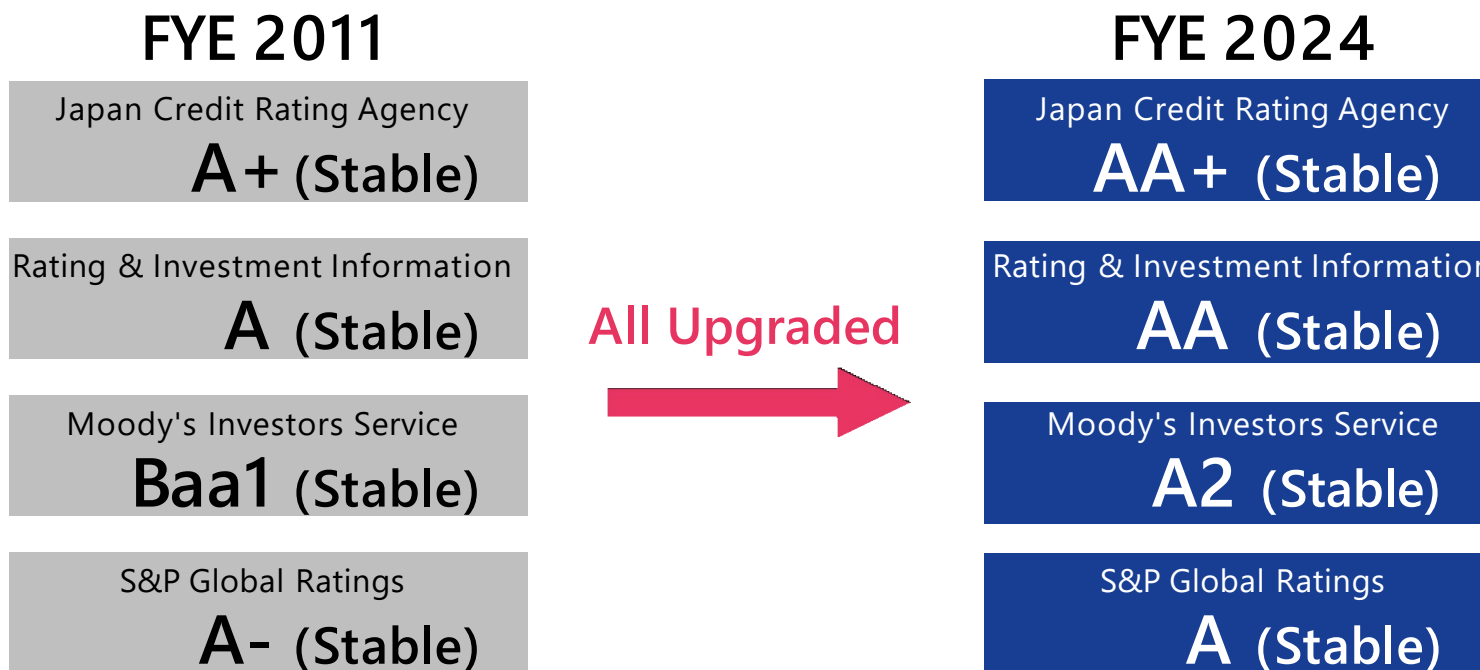 FYE 2011
Japan Credit Rating Agency
A+ (Stable)
Rating & Investment Information
A (Stable)
Moody's Investors Service
Baa1 (Stable)
S&P Global Ratings
A- (Stable)
All Upgraded
FYE 2024
Japan Credit Rating Agency
AA+ (Stable)
Rating & Investment Information
AA (Stable)
Moody's Investors Service
A2 (Stable)
S&P Global Ratings
A (Stable)